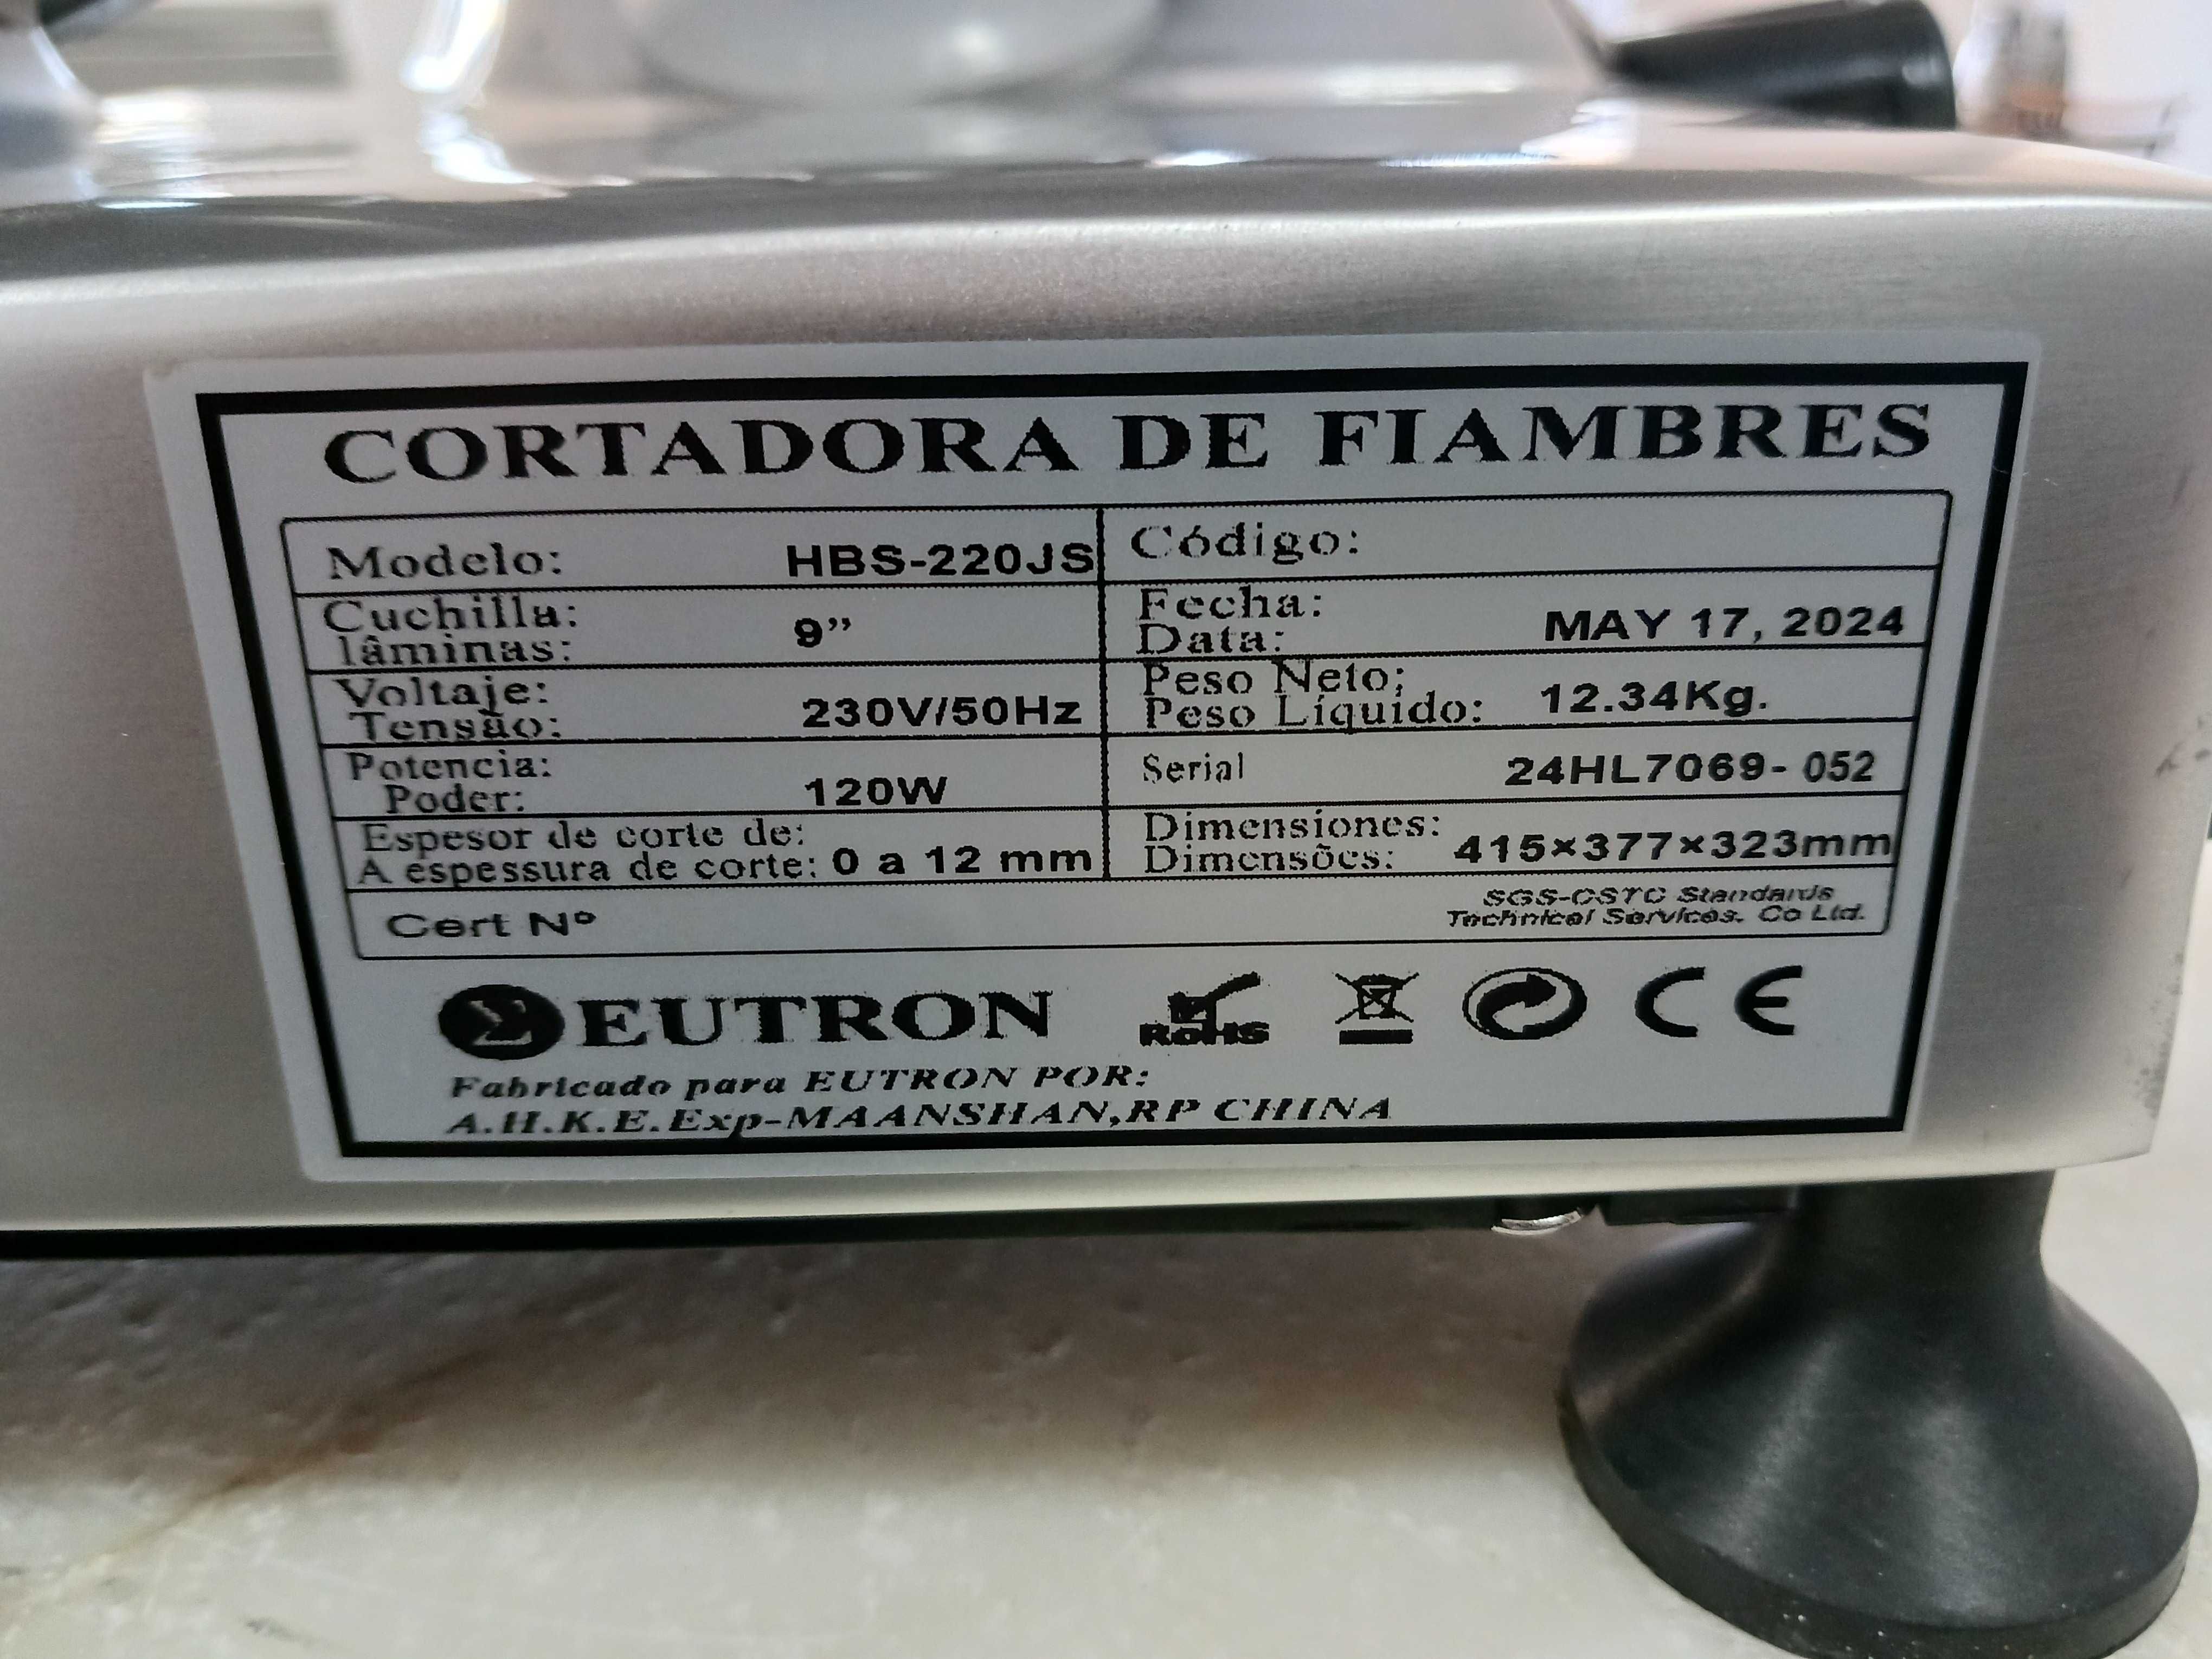 CORTADORA DE FIAMBRES
Modelo: HBS-220JS
Código:
Cuchilla:
lâminas: 9”
Fecha:
Data: MAY 17, 2024
Voltaje:
Tensão: 230V/50Hz
Peso Neto;
Peso Líquido: 12.34Kg.
Potencia:
Poder: 120W
Serial 24HL7069- 052
Espesor de corte de:
A espessura de corte: 0 a 12 mm
Dimensiones:
Dimensões: 415×377×323mm
Cert Nº
SGS-CSTC Standards
Technical Services. Co Ltd.
Σ EUTRON
ROHS
CE
Fabricado para EUTRON POR:
A.H.K.E.Exp-MAANSHAN,RP CHINA